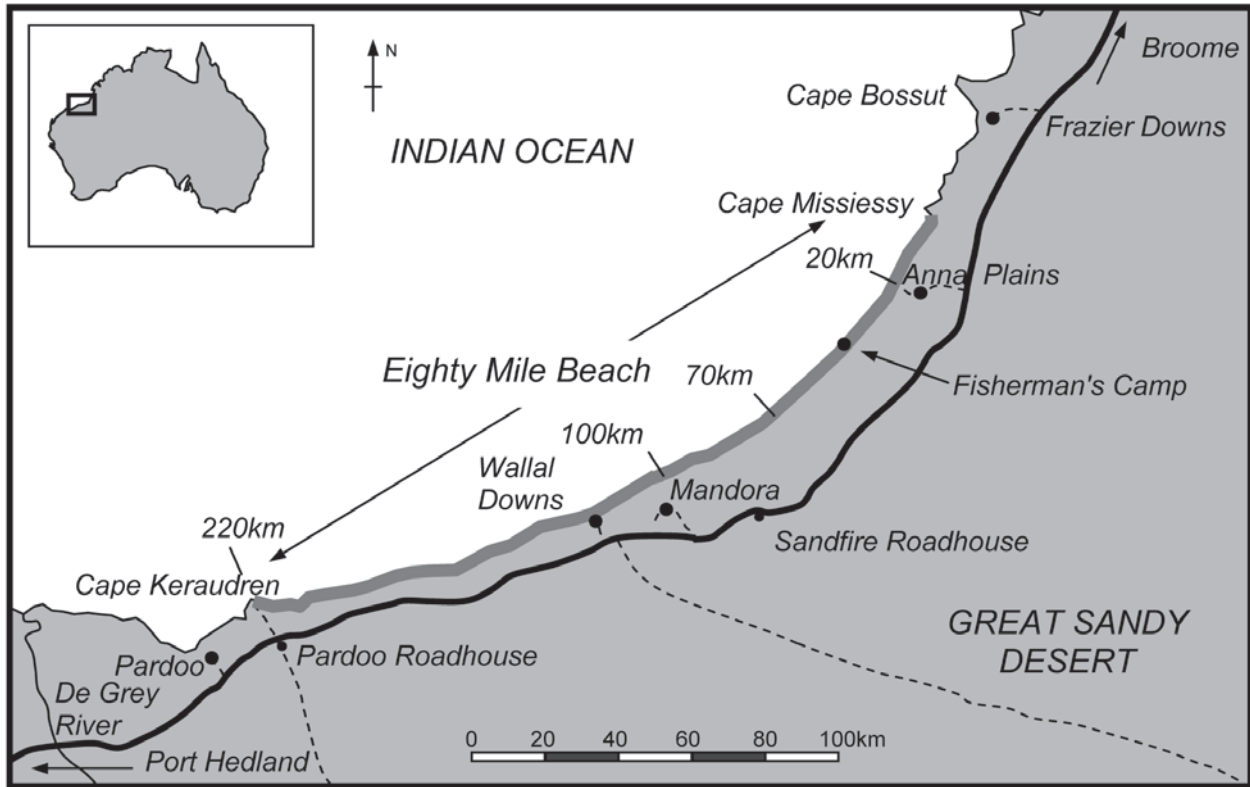 N
Broome
Cape Bossut
Frazier Downs
INDIAN OCEAN
Cape Missiessy
20km
Anna Plains
Eighty Mile Beach
70km
Fisherman's Camp
100km
Wallal
Downs
Mandora
220km
Sandfire Roadhouse
Cape Keraudren
GREAT SANDY
DESERT
Pardoo
Pardoo Roadhouse
De Grey
River
Port Hedland
0 20 40 60 80 100km